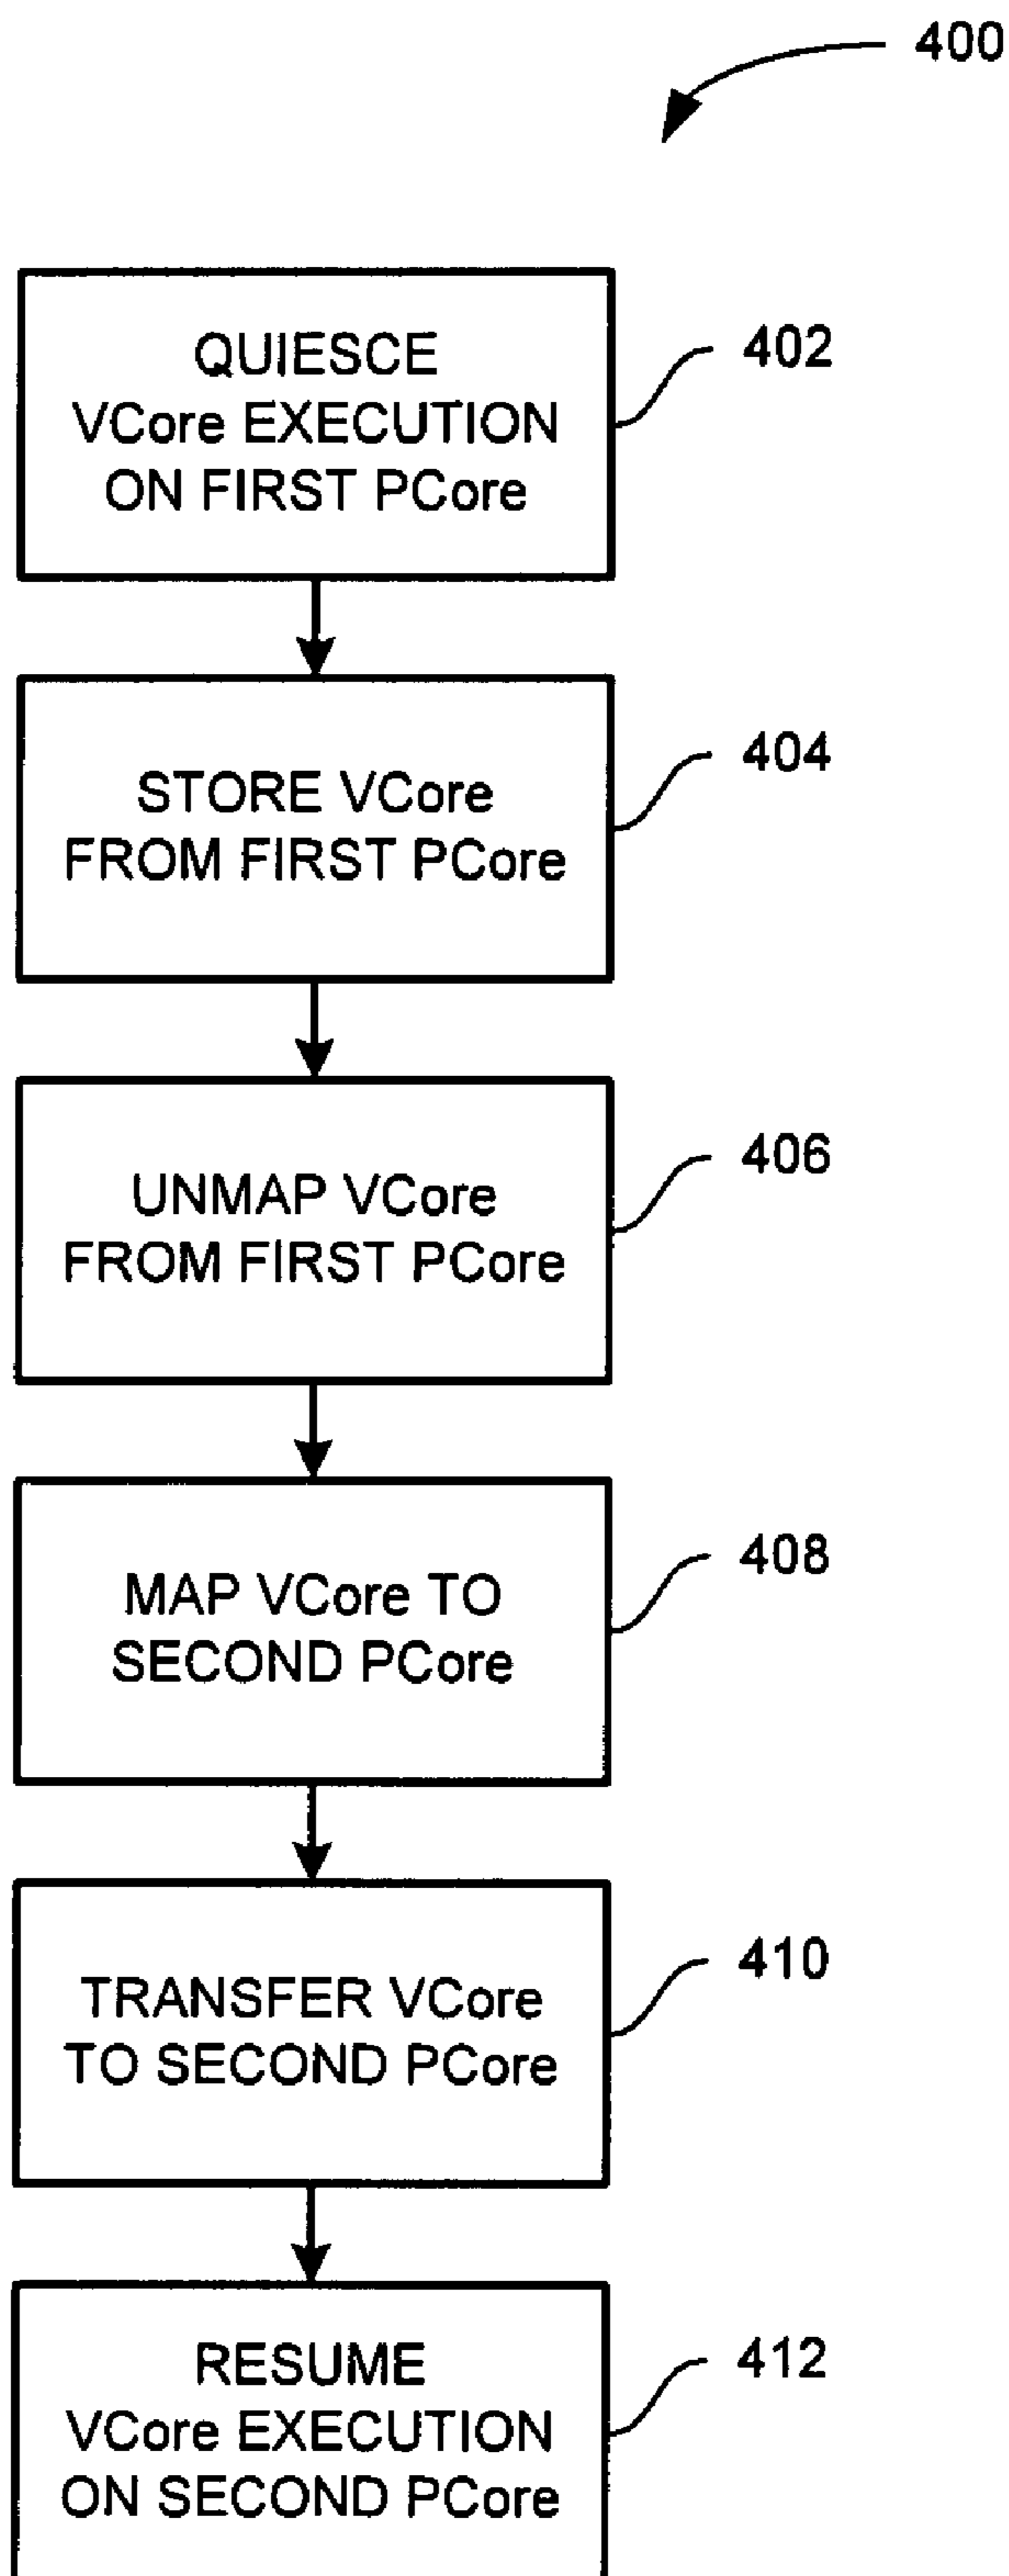 400
QUIESCE
VCore EXECUTION
ON FIRST PCore
402
STORE VCore
FROM FIRST PCore
404
UNMAP VCore
FROM FIRST PCore
406
MAP VCore TO
SECOND PCore
408
TRANSFER VCore
TO SECOND PCore
410
RESUME
VCore EXECUTION
ON SECOND PCore
412